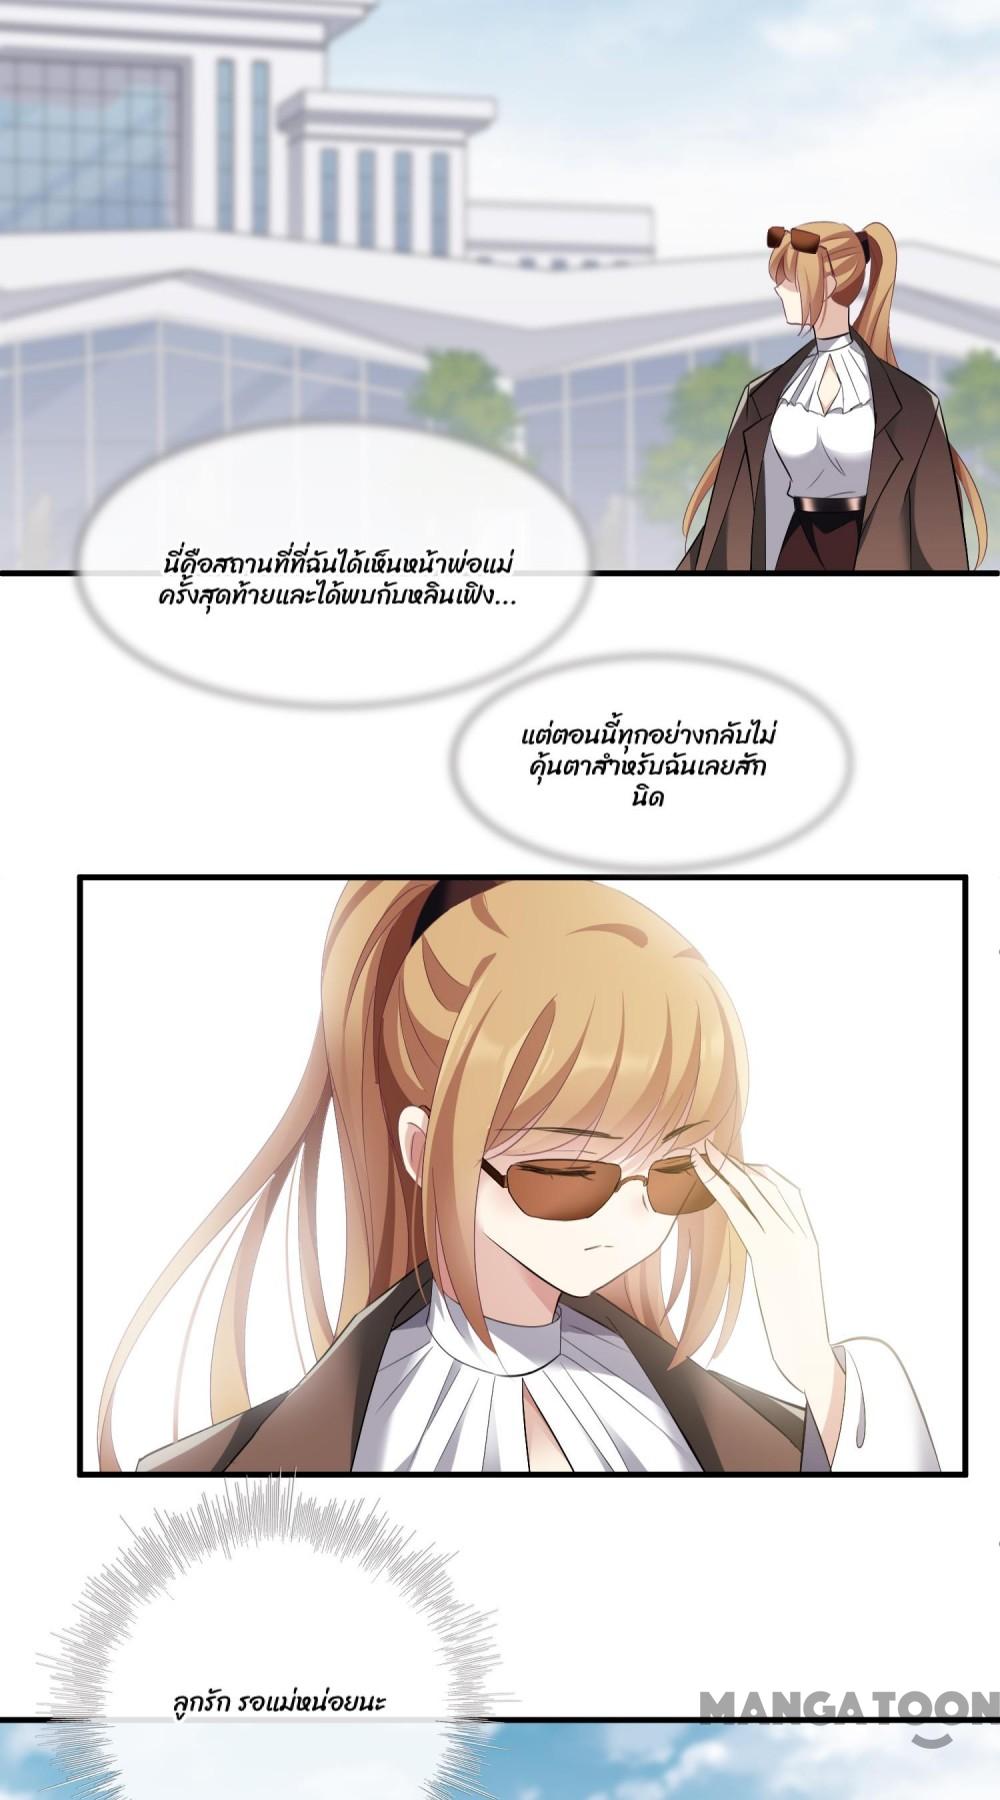 นี่คือสถานที่ที่ฉันได้เห็นหน้าพ่อแม่
ครั้งสุดท้ายและได้พบกับหลินเฟิง...
แต่ตอนนี้ทุกอย่างกลับไม่
คุ้นตาสำหรับฉันเลยสัก
นิด
ลูกรัก รอแม่หน่อยนะ
MANGATOON